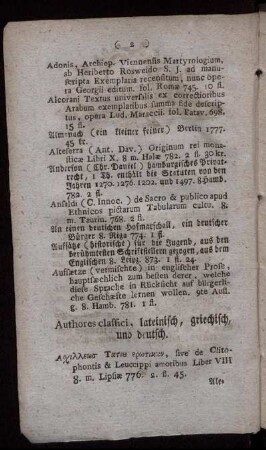 ( 2 )
Adonis, Archiep. Viennensis Martyrologium,
ab Heriberto Rosweido S. J. ad manu-
scripta Exemplaria recensitum, nunc ope
opera Georgii editum. fol. Romæ 745. 10 fl.
Alcorani Textus universalis ex correctioribus
Arabum exemplaribus summa fide descrip-
tus, opera Lud. Maraccii. fol. Patav. 698.
15 fl.
Almanach (ein kleiner feiner) Berlin 1777.
45 kr.
Alteserra (Ant. Dav.) Originum rei mona-
sticæ Libri X. 8 m. Halæ 782. 2 fl. 30 kr.
Anderson (Chr. Daniel) hamburgisches Privat-
recht, 1 Th. enthält die Statuten von den
Jahren 1270. 1276. 1202. und 1497. 8 Hamb.
782. 2 fl.
Ansaldi (C. Innoc.) de Sacro & publico apud
Ethnicos pictarum Tabularum cultu. 8.
m. Taurin. 768. 2 fl.
An einen deutschen Hofmarschall, ein deutscher
Bürger 8 Riga 774. 1 fl.
Aufsätze (historische) für die Jugend, aus den
berühmtesten Schriftstellern gezogen, aus dem
Englischen 8 Leipz. 873. 1 fl. 24.
Aufsetze (vermischte) in englischer Prose,
hauptsächlich zum besten derer, welche
diese Sprache in Rücksicht auf bürgerli-
che Geschäfte lernen wollen. 9te Aufl.
g. 8. Hamb. 781. 1 fl.
Authores classici, lateinisch, griechisch,
und deutsch.
Αχιλλεως Τατιου ερωτικων, sive de Clito-
phontis & Leucippi amoribus Liber VIII
8. m. Lipsiæ 776. 2. fl. 45.
Ale-